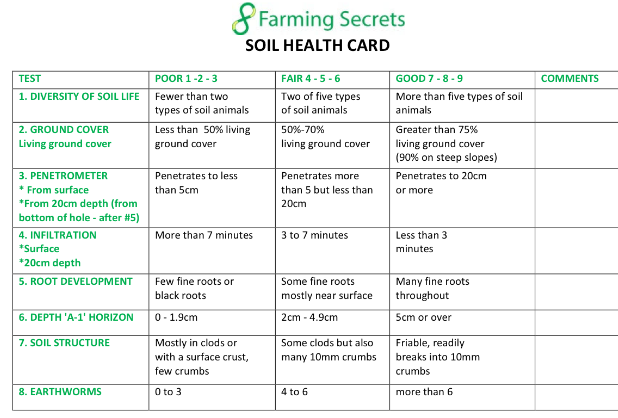 Farming Secrets
SOIL HEALTH CARD
TEST POOR 1 -2 - 3 FAIR 4 - 5 - 6 GOOD 7 - 8 - 9 COMMENTS
1. DIVERSITY OF SOIL LIFE Fewer than two Two of five types More than five types of soil
types of soil animals of soil animals animals
2. GROUND COVER Less than 50% living 50%-70% Greater than 75%
Living ground cover ground cover living ground cover living ground cover
(90% on steep slopes)
3. PENETROMETER Penetrates to less Penetrates more Penetrates to 20cm
* From surface than 5cm than 5 but less than or more
*From 20cm depth (from 20cm
bottom of hole - after #5)
4. INFILTRATION More than 7 minutes 3 to 7 minutes Less than 3
*Surface minutes
*20cm depth
5. ROOT DEVELOPMENT Few fine roots or Some fine roots Many fine roots
black roots mostly near surface throughout
6. DEPTH 'A-1' HORIZON 0 - 1.9cm 2cm - 4.9cm 5cm or over
7. SOIL STRUCTURE Mostly in clods or Some clods but also Friable, readily
with a surface crust, many 10mm crumbs breaks into 10mm
few crumbs crumbs
8. EARTHWORMS 0 to 3 4 to 6 more than 6